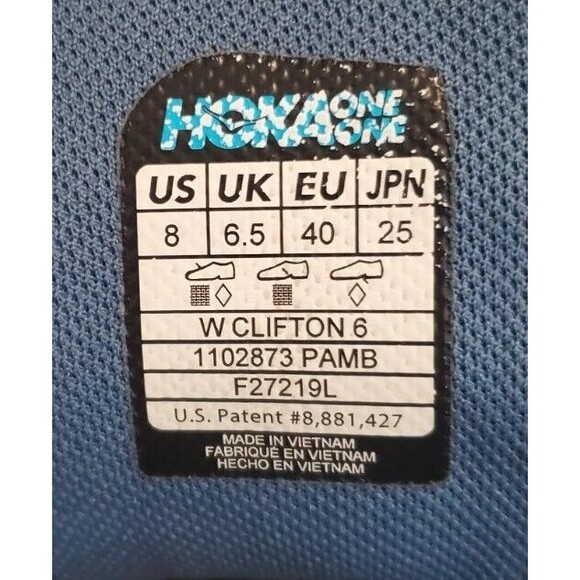 HOKA ONE ONE
US UK EU JPN
8 6.5 40 25
W CLIFTON 6
1102873 PAMB
F27219L
U.S. Patent #8,881,427
MADE IN VIETNAM
FABRIQUÉ EN VIETNAM
HECHO EN VIETNAM